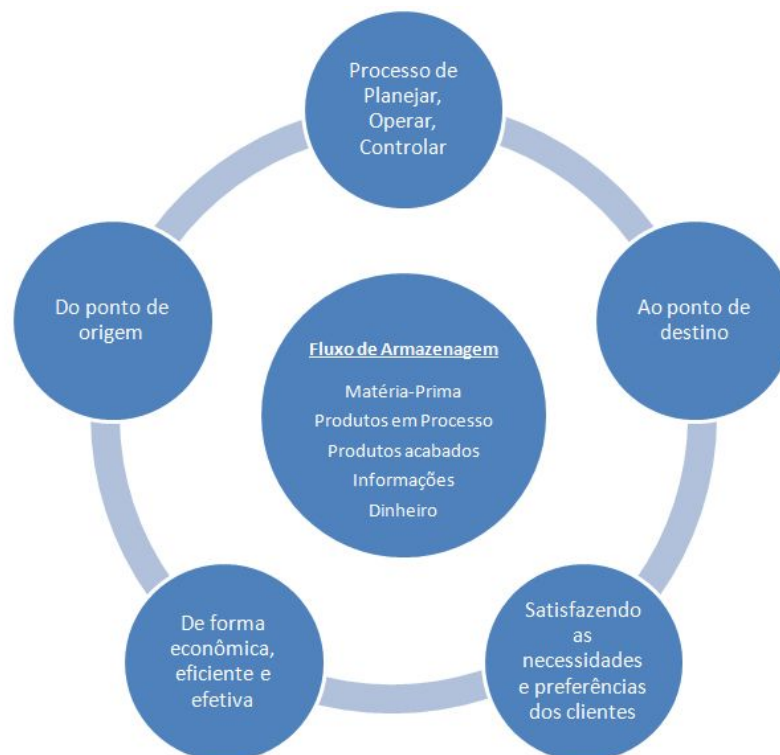 Processo de
Planejar,
Operar,
Controlar
Do ponto de
origem
Ao ponto de
destino
Fluxo de Armazenagem
Matéria-Prima
Produtos em Processo
Produtos acabados
Informações
Dinheiro
De forma
econômica,
eficiente e
efetiva
Satisfazendo
as
necessidades
e preferências
dos clientes